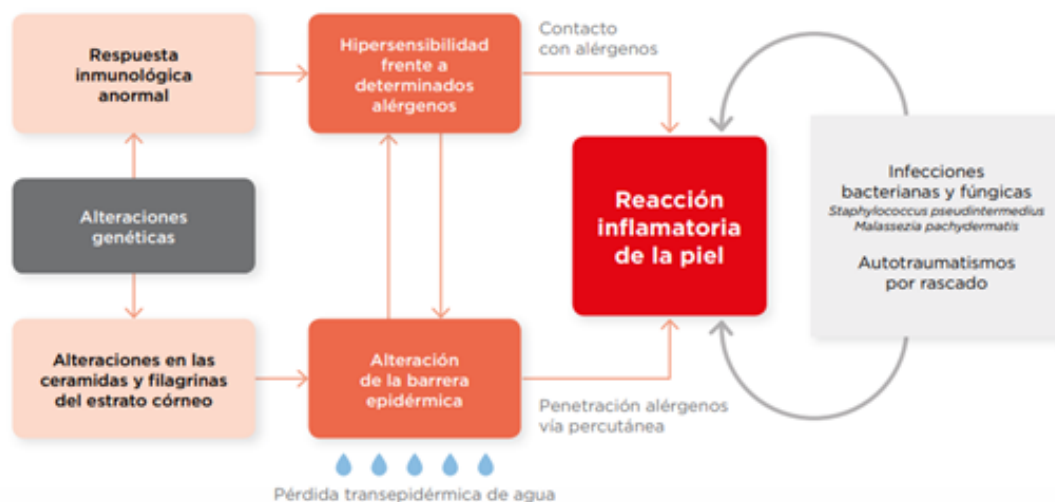 Respuesta
inmunológica
anormal
Hipersensibilidad
frente a
determinados
alérgenos
Contacto
con alérgenos
Alteraciones
genéticas
Reacción
inflamatoria
de la piel
Infecciones
bacterianas y fúngicas
Staphylococcus pseudintermedius
Malassezia pachydermatis
Autotraumatismos
por rascado
Alteraciones en las
ceramidas y filagrinas
del estrato córneo
Alteración
de la barrera
epidérmica
Penetración alérgenos
vía percutánea
Pérdida transepidérmica de agua